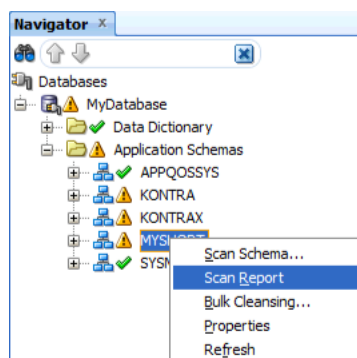 Navigator
Databases
MyDatabase
Data Dictionary
Application Schemas
APPQOSSYS
KONTRA
KONTRAX
Scan Schema...
Scan Report
Bulk Cleansing...
Properties
Refresh